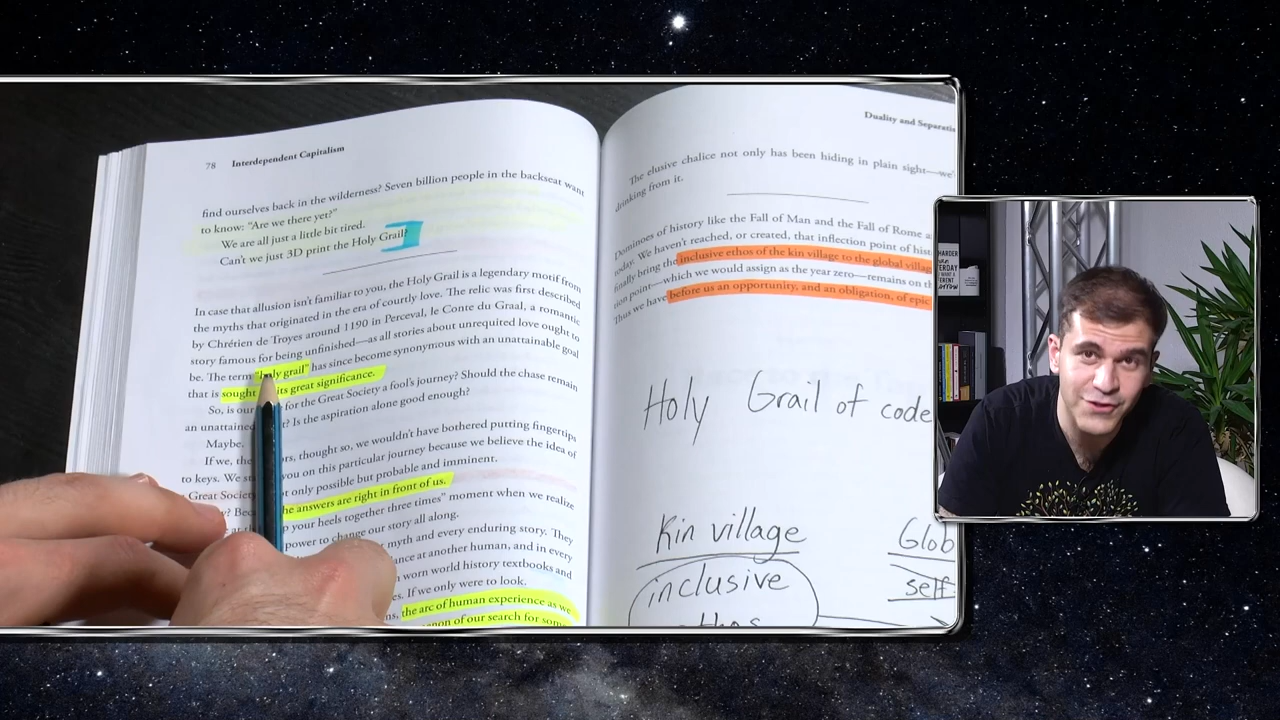 78 Interdependent Capitalism
find ourselves back in the wilderness? Seven billion people in the backseat want
to know: "Are we there yet?"
We are all just a little bit tired.
Can't we just 3D print the Holy Grail?
In case that allusion isn't familiar to you, the Holy Grail is a legendary motif from
the myths that originated in the era of courtly love. The relic was first described
by Chrétien de Troyes around 1190 in Perceval, le Conte du Graal, a romantic
story famous for being unfinished—as all stories about unrequited love ought to
be. The term "holy grail" has since become synonymous with an unattainable goal
that is sought its great significance.
So, is our for the Great Society a fool's journey? Should the chase remain
an unattained Is the aspiration alone good enough?
Maybe.
If we, the thought so, we wouldn't have bothered putting fingertips
to keys. We you on this particular journey because we believe the idea of
Great Society only possible but probable and imminent.
answers are right in front of us.
your heels together three times" moment when we realize
power to change our story all along.
myth and every enduring story. They
at another human, and in every
worn world history textbooks and
If we only were to look.
the arc of human experience as we
of our search for
Duality and
The elusive chalice not only has been hiding in plain sight—we'
drinking from it.
Dominoes of history like the Fall of Man and the Fall of Rome
today. We haven't reached, or created, that inflection point of
finally bring the inclusive ethos of the kin village to the global
point—which we would assign as the year zero—remains on
Thus we have before us an opportunity, and an obligation, of epic
Holy Grail of code
Kin village
Glob
inclusive
self
HARDER